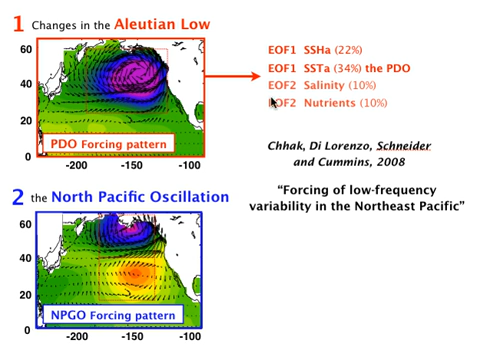 1 Changes in the Aleutian Low
60
40
20
0
PDO Forcing pattern
-150
-100
EOF1 SSHa (22%)
EOF1 SSTa (34%) the PDO
EOF2 Salinity (10%)
EOF2 Nutrients (10%)
Chhak, Di Lorenzo, Schneider
and Cummins, 2008
“Forcing of low-frequency
variability in the Northeast Pacific”
2 the North Pacific Oscillation
60
40
20
0
NPGO Forcing pattern
-150
-100